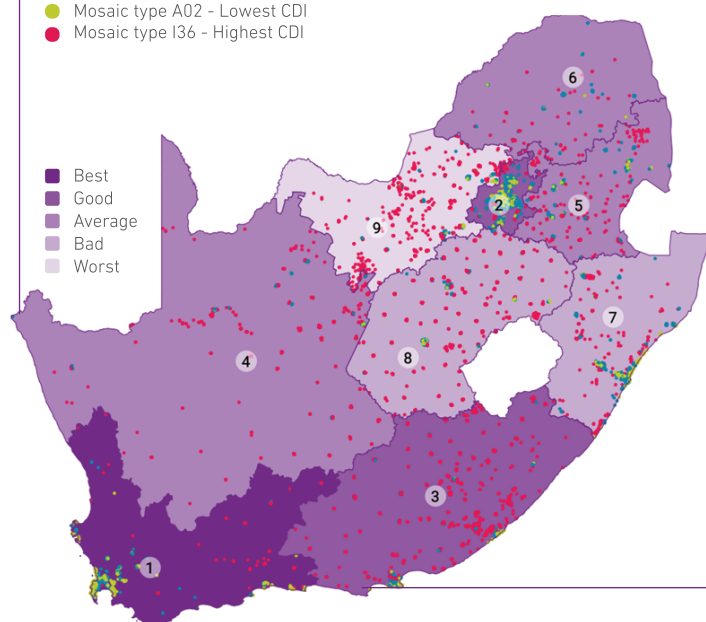 Mosaic type A02 - Lowest CDI
Mosaic type I36 - Highest CDI
6
Best
Good
Average
Bad
Worst
2
5
9
7
4
8
3
1